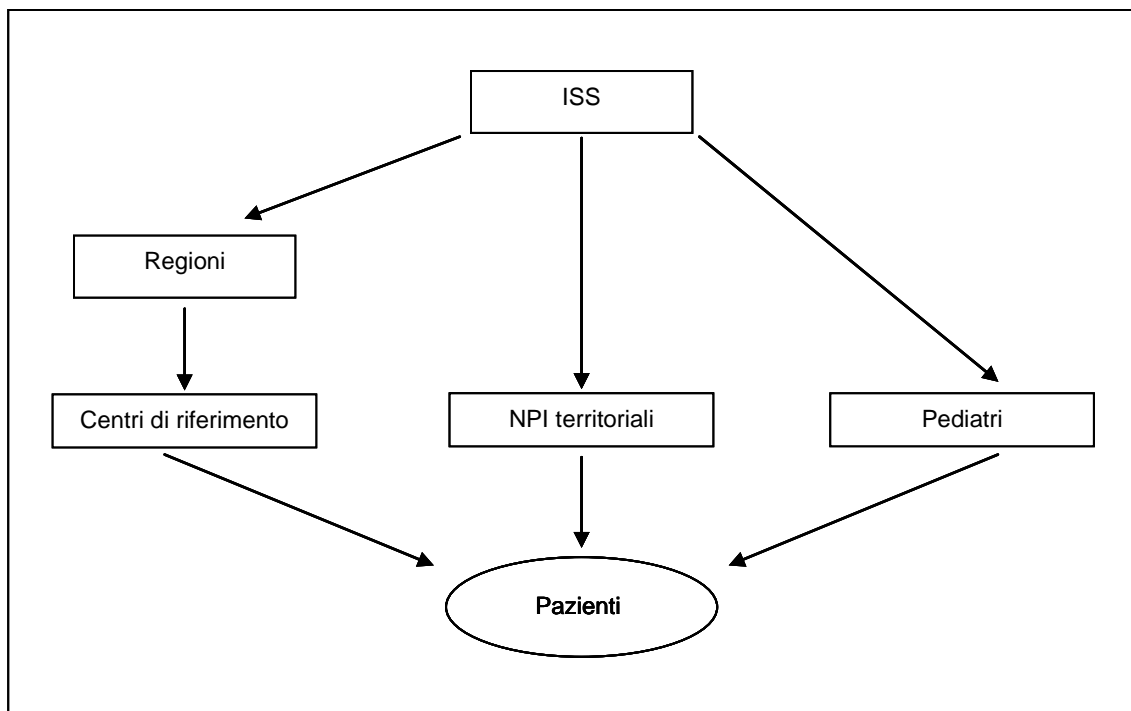 ISS
Regioni
Centri di riferimento
NPI territoriali
Pediatri
Pazienti